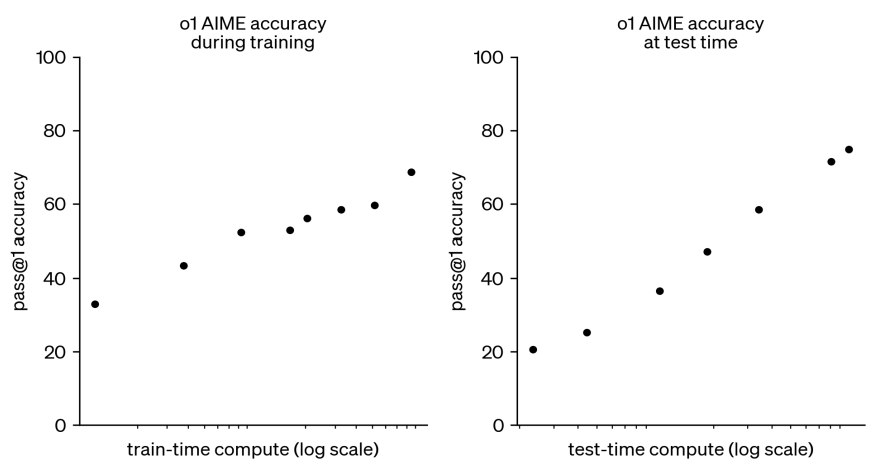 o1 AIME accuracy
during training
100
80
60
40
20
0
pass@1 accuracy
train-time compute (log scale)
o1 AIME accuracy
at test time
100
80
60
40
20
0
pass@1 accuracy
test-time compute (log scale)